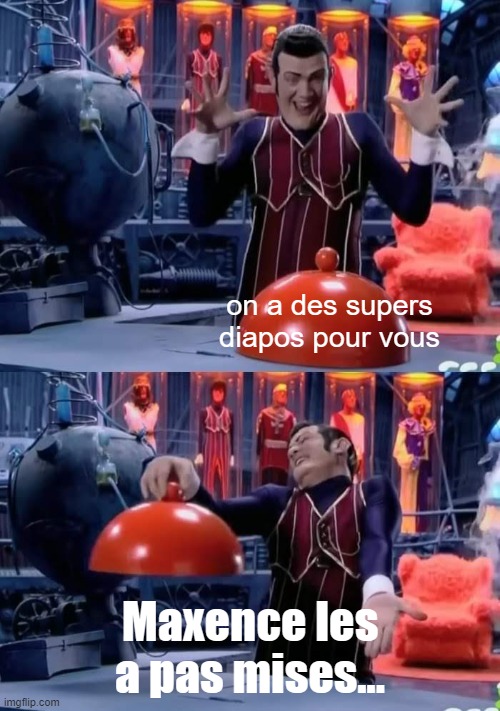 on a des supers
diapos pour vous
Maxence les
a pas mises...
imgflip.com